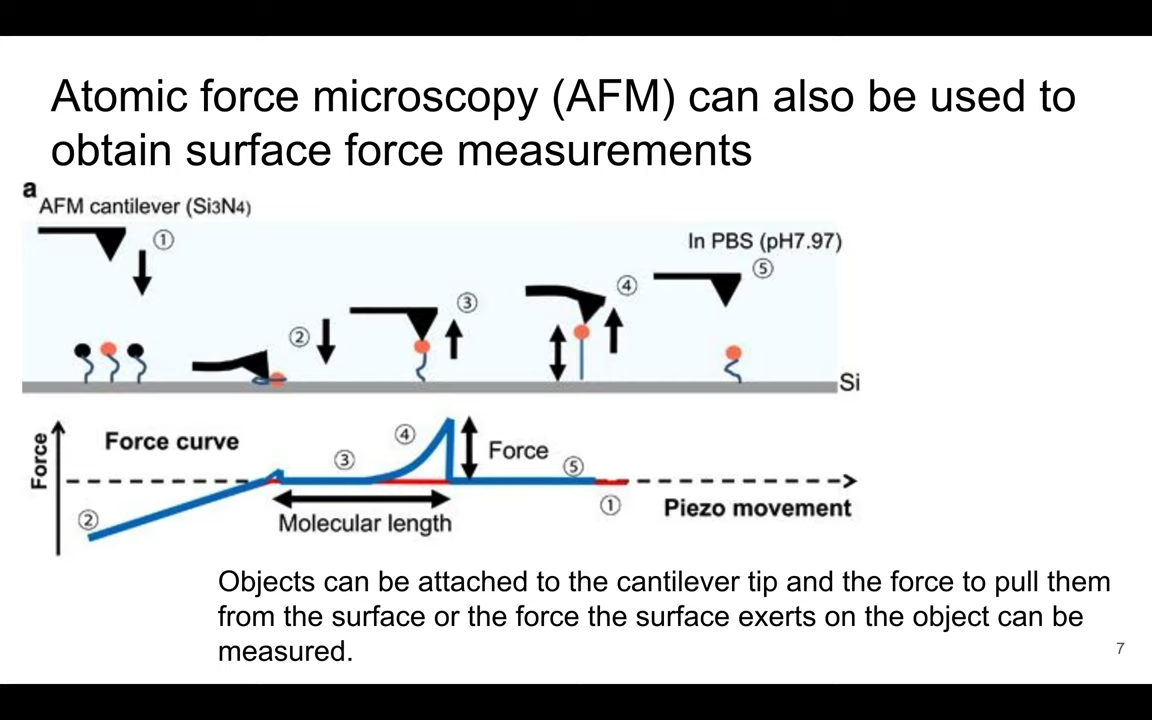 Atomic force microscopy (AFM) can also be used to
obtain surface force measurements
a
AFM cantilever (Si3N4)
①
In PBS (pH7.97)
⑤
④
③
②
Si
Force
Force curve
④
③
Force
⑤
②
Molecular length
①
Piezo movement
Objects can be attached to the cantilever tip and the force to pull them
from the surface or the force the surface exerts on the object can be
measured.
7